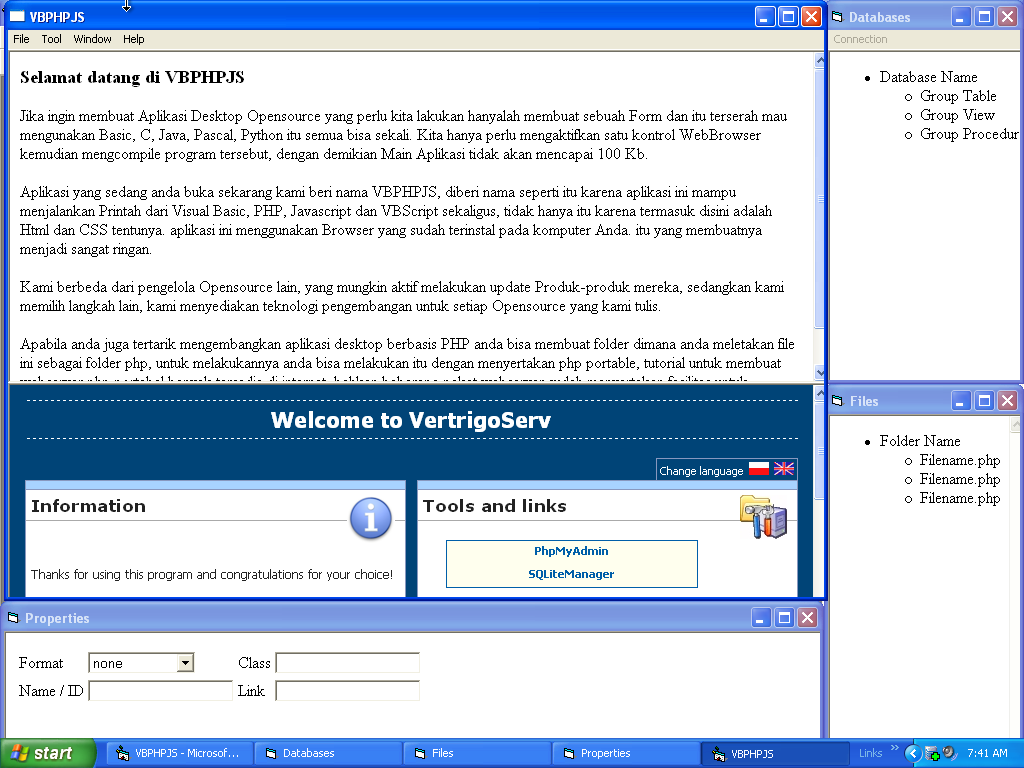 VBPHPJS
File Tool Window Help
Selamat datang di VBPHPJS
Jika ingin membuat Aplikasi Desktop Opensource yang perlu kita lakukan hanyalah membuat sebuah Form dan itu terserah mau
mengunakan Basic, C, Java, Pascal, Python itu semua bisa sekali. Kita hanya perlu mengaktifkan satu kontrol WebBrowser
kemudian mengcompile program tersebut, dengan demikian Main Aplikasi tidak akan mencapai 100 Kb.
Aplikasi yang sedang anda buka sekarang kami beri nama VBPHPJS, diberi nama seperti itu karena aplikasi ini mampu
menjalankan Printah dari Visual Basic, PHP, Javascript dan VBScript sekaligus, tidak hanya itu karena termasuk disini adalah
Html dan CSS tentunya. aplikasi ini menggunakan Browser yang sudah terinstal pada komputer Anda. itu yang membuatnya
menjadi sangat ringan.
Kami berbeda dari pengelola Opensource lain, yang mungkin aktif melakukan update Produk-produk mereka, sedangkan kami
memilih langkah lain, kami menyediakan teknologi pengembangan untuk setiap Opensource yang kami tulis.
Apabila anda juga tertarik mengembangkan aplikasi desktop berbasis PHP anda bisa membuat folder dimana anda meletakan file
ini sebagai folder php, untuk melakukannya anda bisa melakukan itu dengan menyertakan php portable, tutorial untuk membuat
Welcome to VertrigoServ
Change language
Information
Thanks for using this program and congratulations for your choice!
Tools and links
PhpMyAdmin
SQLiteManager
Databases
Connection
Database Name
Group Table
Group View
Group Procedur
Files
Folder Name
Filename.php
Filename.php
Filename.php
Properties
Format none Class
Name / ID Link
start VBPHPJS - Microsof... Databases Files Properties VBPHPJS Links 7:41 AM